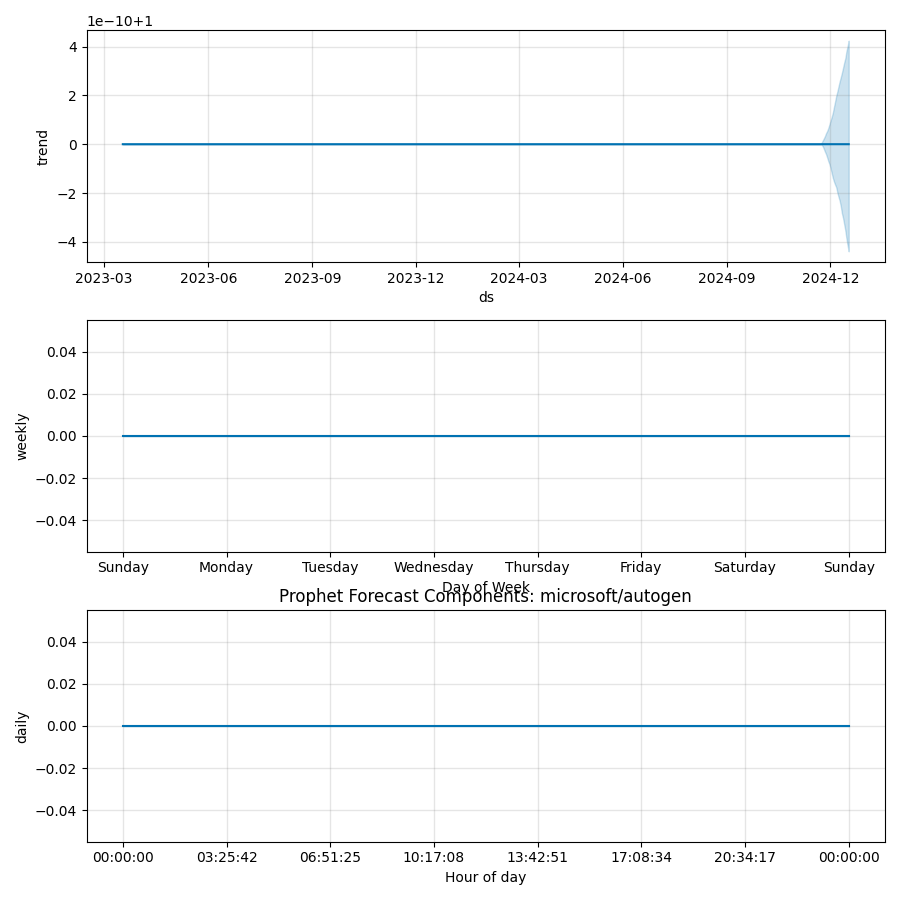 1e−10+1
4
2
0
−2
−4
trend
2023-03 2023-06 2023-09 2023-12 2024-03 2024-06 2024-09 2024-12
ds
0.04
0.02
0.00
−0.02
−0.04
weekly
Sunday Monday Tuesday Wednesday Thursday Friday Saturday Sunday
Day of Week
Prophet Forecast Components: microsoft/autogen
0.04
0.02
0.00
−0.02
−0.04
daily
00:00:00 03:25:42 06:51:25 10:17:08 13:42:51 17:08:34 20:34:17 00:00:00
Hour of day